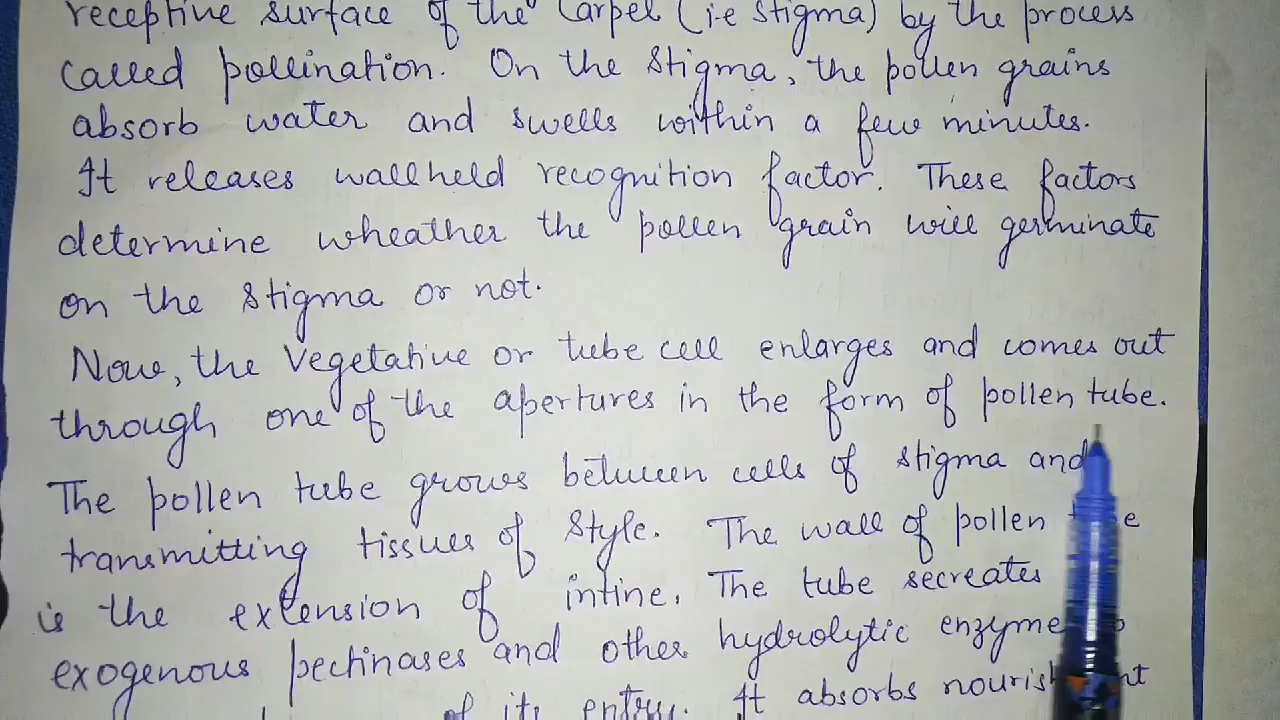 receptive surface of the Carpel (i.e Stigma) by the process
called pollination. On the Stigma, the pollen grains
absorb water and swells within a few minutes.
It releases wallheld recognition factor. These factors
determine wheather the pollen grain will germinate
on the Stigma or not.
Now, the Vegetative or tube cell enlarges and comes out
through one of the apertures in the form of pollen tube.
The pollen tube grows between cells of stigma and
transmitting tissues of Style. The wall of pollen
is the extension of intine. The tube secreates
exogenous pectinases and other hydrolytic
of its entry. It absorbs